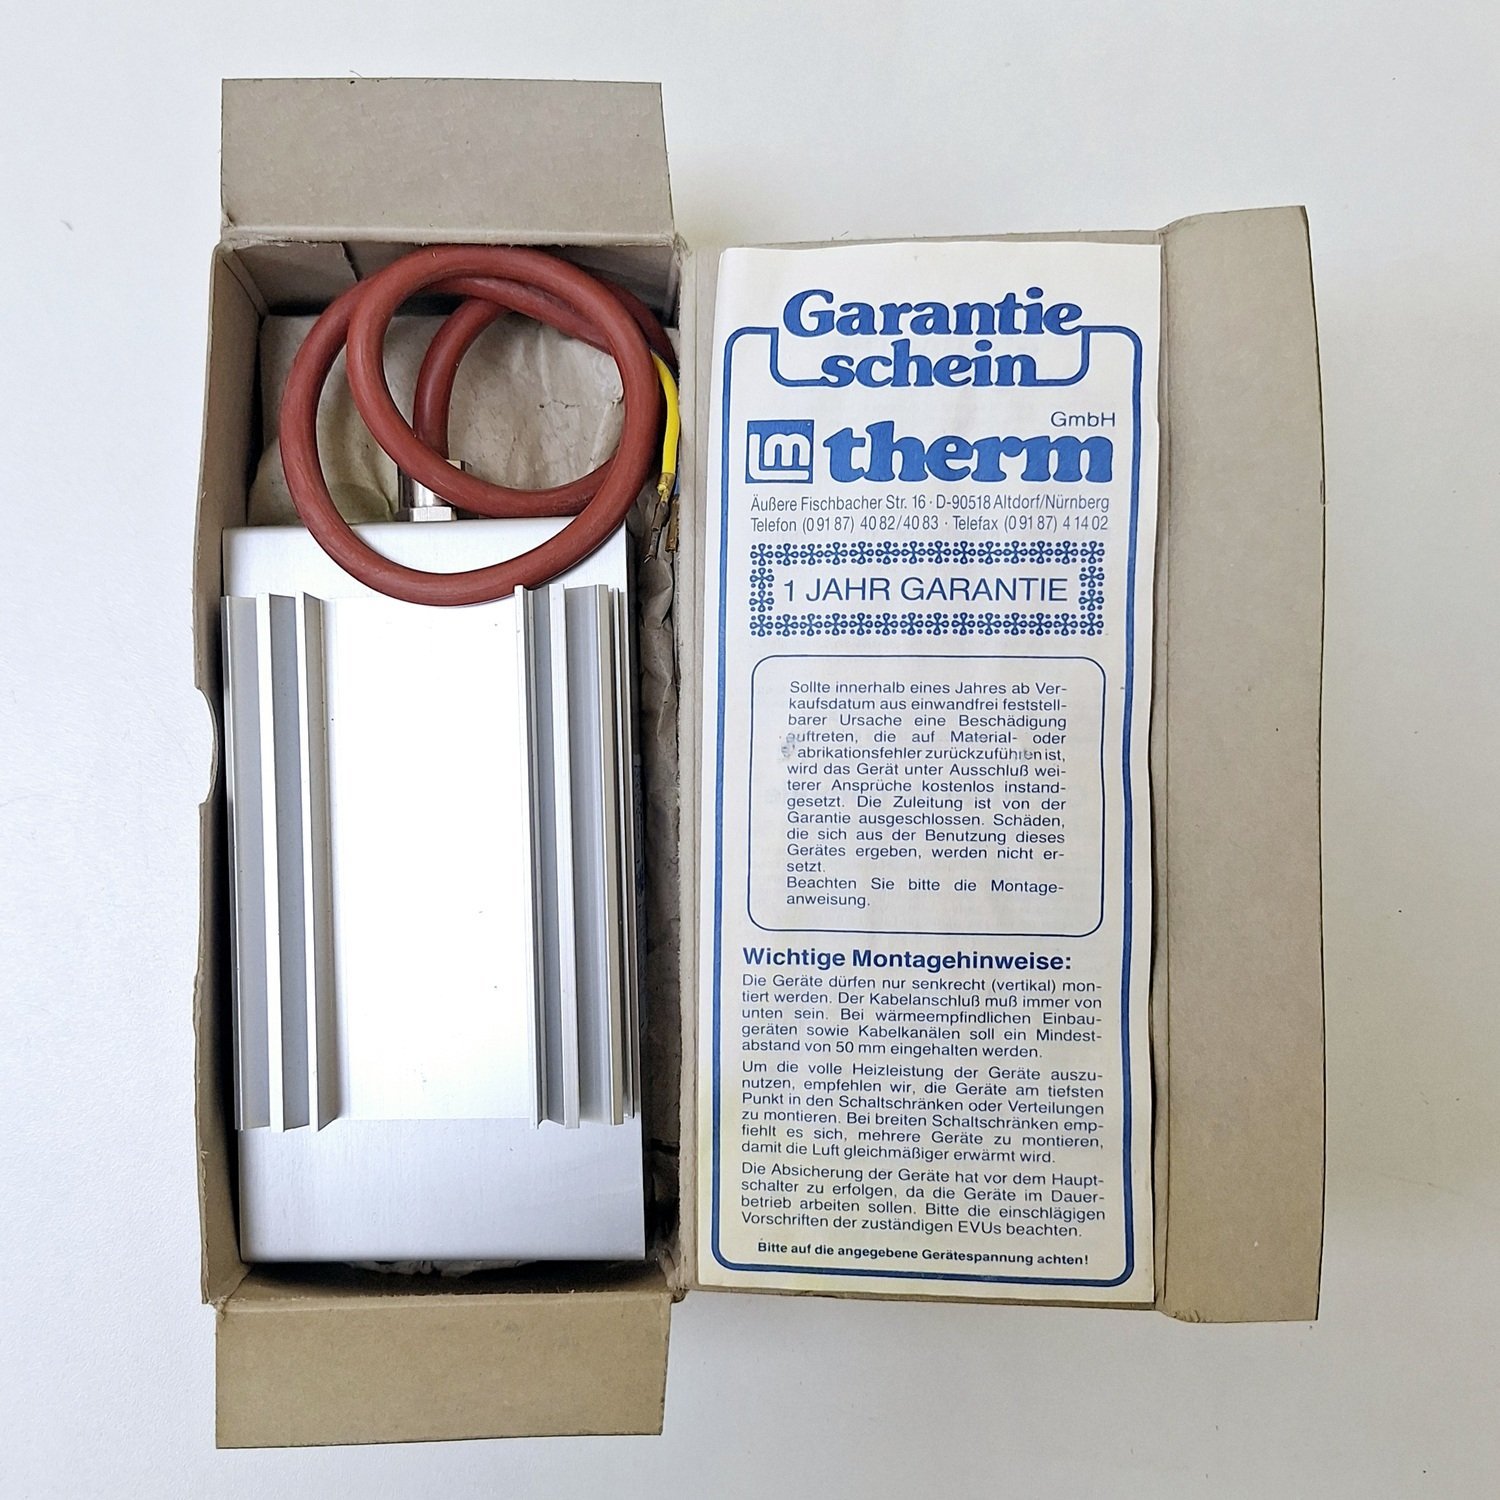 Garantie
schein
GmbH
therm
Äußere Fischbacher Str. 16 · D-90518 Altdorf/Nürnberg
Telefon (0 91 87) 40 82/40 83 · Telefax (0 91 87) 4 14 02
1 JAHR GARANTIE
Sollte innerhalb eines Jahres ab Ver-
kaufsdatum aus einwandfrei feststell-
barer Ursache eine Beschädigung
auftreten, die auf Material- oder
Fabrikationsfehler zurückzuführen ist,
wird das Gerät unter Ausschluß wei-
terer Ansprüche kostenlos instand-
gesetzt. Die Zuleitung ist von der
Garantie ausgeschlossen. Schäden,
die sich aus der Benutzung dieses
Gerätes ergeben, werden nicht er-
setzt.
Beachten Sie bitte die Montage-
anweisung.
Wichtige Montagehinweise:
Die Geräte dürfen nur senkrecht (vertikal) mon-
tiert werden. Der Kabelanschluß muß immer von
unten sein. Bei wärmeempfindlichen Einbau-
geräten sowie Kabelkanälen soll ein Mindest-
abstand von 50 mm eingehalten werden.
Um die volle Heizleistung der Geräte auszu-
nutzen, empfehlen wir, die Geräte am tiefsten
Punkt in den Schaltschränken oder Verteilungen
zu montieren. Bei breiten Schaltschränken emp-
fiehlt es sich, mehrere Geräte zu montieren,
damit die Luft gleichmäßiger erwärmt wird.
Die Absicherung der Geräte hat vor dem Haupt-
schalter zu erfolgen, da die Geräte im Dauer-
betrieb arbeiten sollen. Bitte die einschlägigen
Vorschriften der zuständigen EVUs beachten.
Bitte auf die angegebene Gerätespannung achten!